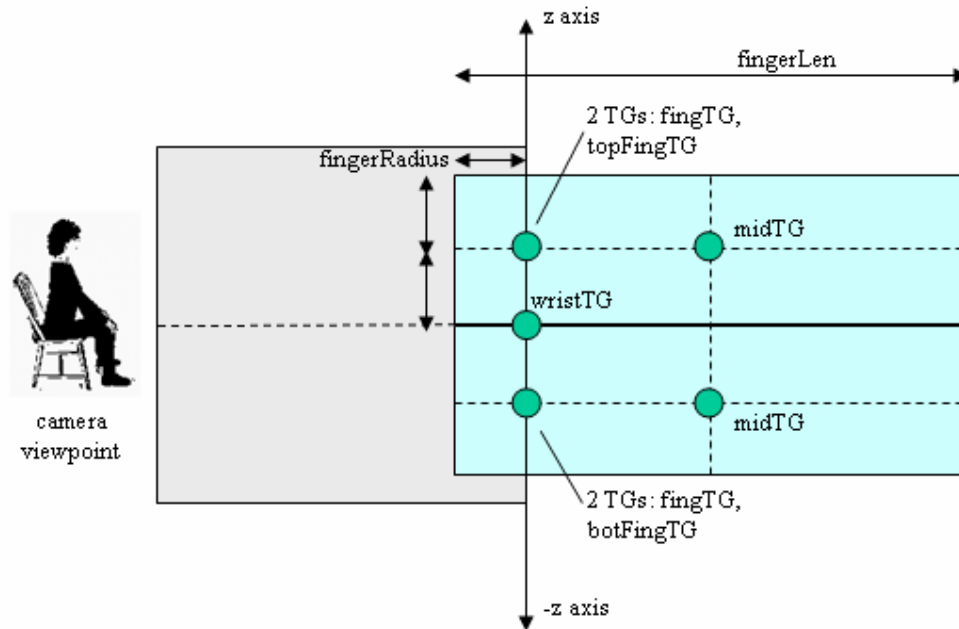 z axis
fingerLen
2 TGs: fingTG,
topFingTG
fingerRadius
midTG
wristTG
camera
viewpoint
midTG
2 TGs: fingTG,
botFingTG
-z axis